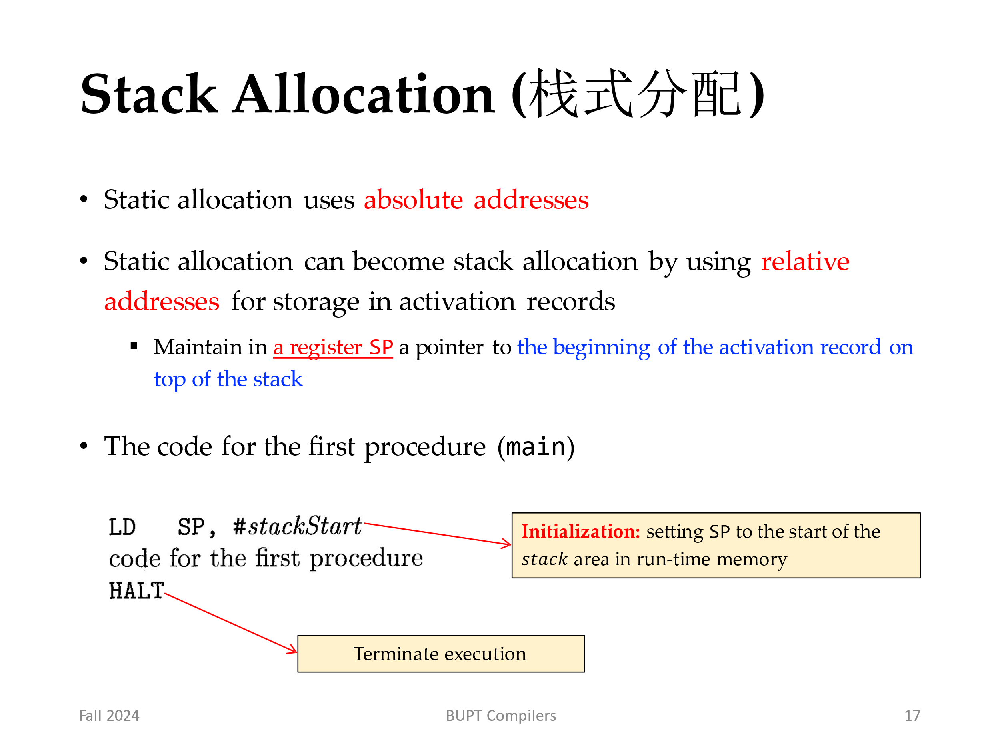 Stack Allocation (栈式分配)
• Static allocation uses absolute addresses
• Static allocation can become stack allocation by using relative
addresses for storage in activation records
▪ Maintain in a register SP a pointer to the beginning of the activation record on
top of the stack
• The code for the first procedure (main)
LD SP, #stackStart
code for the first procedure
HALT
Initialization: setting SP to the start of the
stack area in run-time memory
Terminate execution
Fall 2024
BUPT Compilers
17